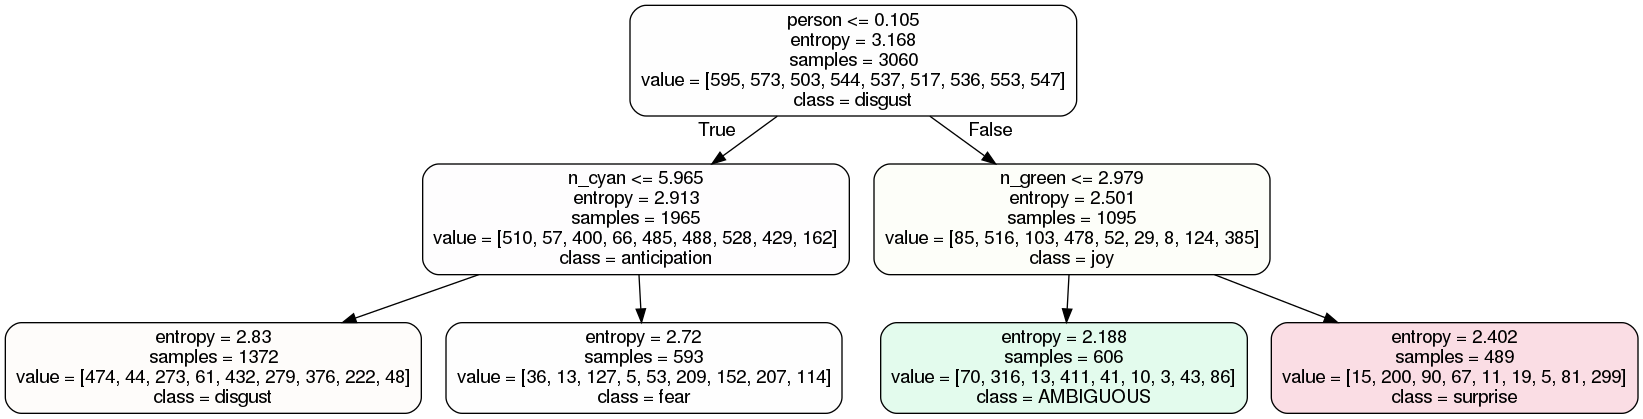 person <= 0.105
entropy = 3.168
samples = 3060
value = [595, 573, 503, 544, 537, 517, 536, 553, 547]
class = disgust
True
False
n_cyan <= 5.965
entropy = 2.913
samples = 1965
value = [510, 57, 400, 66, 485, 488, 528, 429, 162]
class = anticipation
n_green <= 2.979
entropy = 2.501
samples = 1095
value = [85, 516, 103, 478, 52, 29, 8, 124, 385]
class = joy
entropy = 2.83
samples = 1372
value = [474, 44, 273, 61, 432, 279, 376, 222, 48]
class = disgust
entropy = 2.72
samples = 593
value = [36, 13, 127, 5, 53, 209, 152, 207, 114]
class = fear
entropy = 2.188
samples = 606
value = [70, 316, 13, 411, 41, 10, 3, 43, 86]
class = AMBIGUOUS
entropy = 2.402
samples = 489
value = [15, 200, 90, 67, 11, 19, 5, 81, 299]
class = surprise